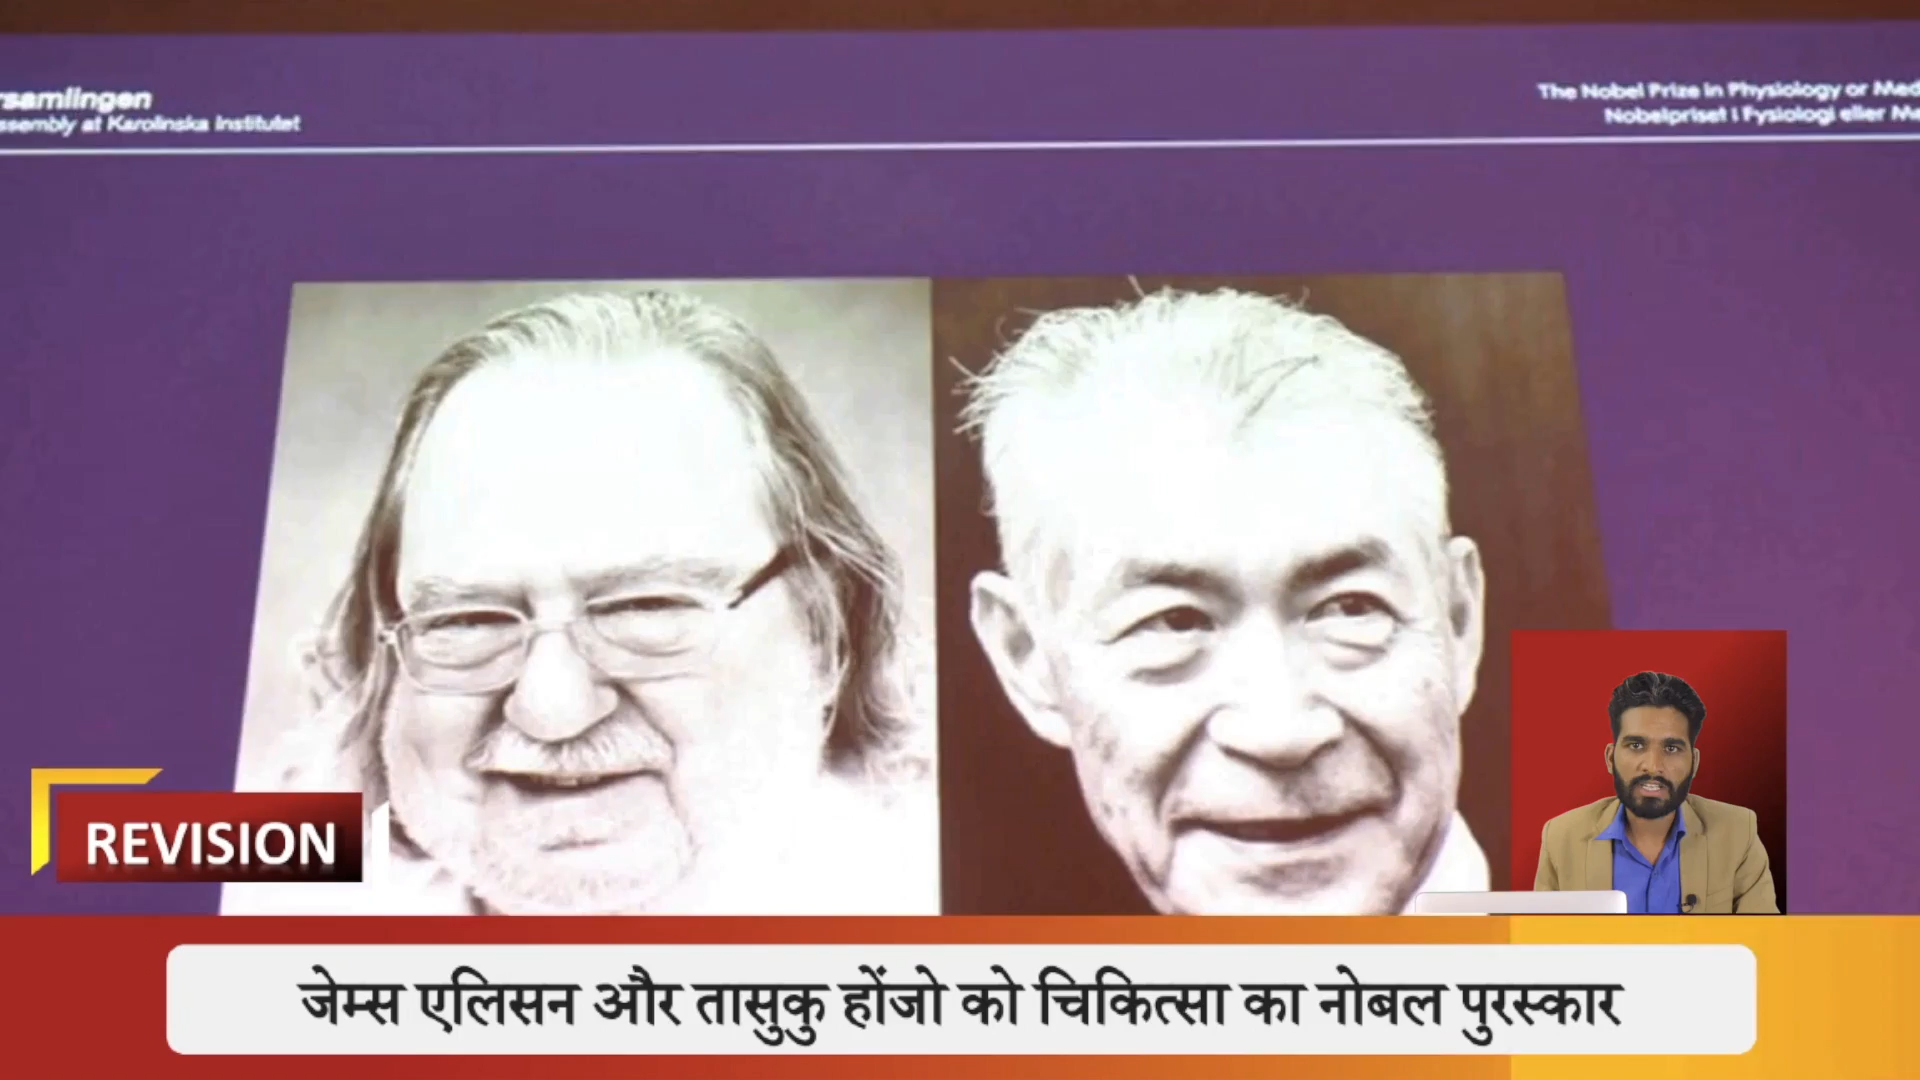 rsamlingen
ssembly at Karolinska Institutet
The Nobel Prize in Physiology or Med
Nobelpriset i Fysiologi eller Me
REVISION
जेम्स एलिसन और तासुकु होंजो को चिकित्सा का नोबल पुरस्कार